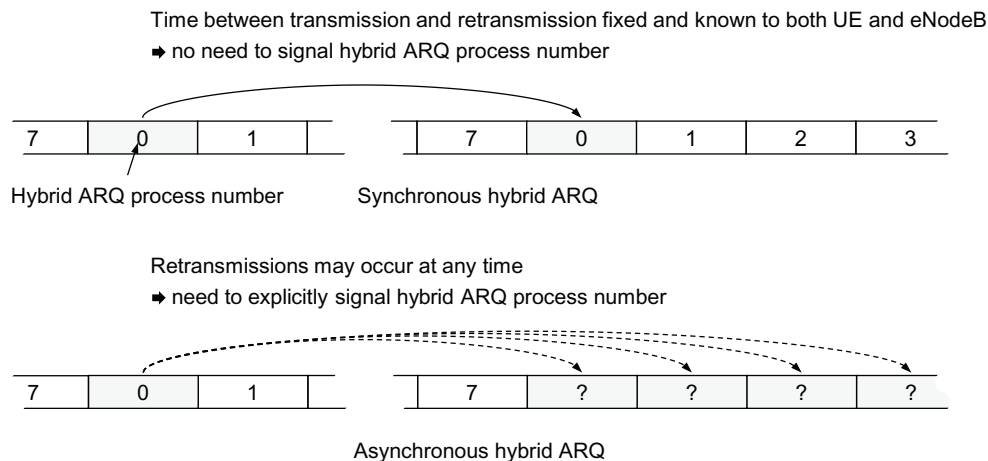 Time between transmission and retransmission fixed and known to both UE and eNodeB
➡ no need to signal hybrid ARQ process number
7 0 1 7 0 1 2 3
Hybrid ARQ process number Synchronous hybrid ARQ
Retransmissions may occur at any time
➡ need to explicitly signal hybrid ARQ process number
7 0 1 7 ? ? ? ?
Asynchronous hybrid ARQ